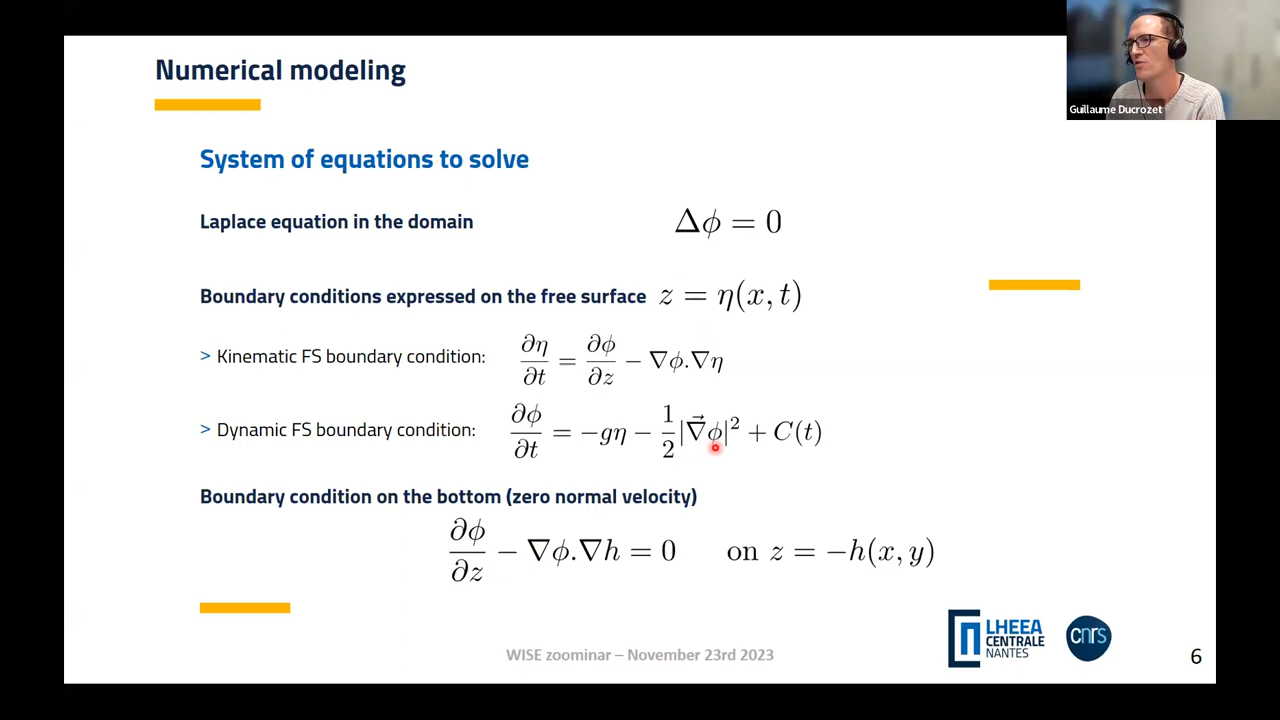 Numerical modeling
Guillaume Ducrozet
System of equations to solve
Laplace equation in the domain Δϕ = 0
Boundary conditions expressed on the free surface z = η(x, t)
> Kinematic FS boundary condition: ∂η/∂t = ∂ϕ/∂z − ∇ϕ.∇η
> Dynamic FS boundary condition: ∂ϕ/∂t = −gη − 1/2|∇⃗ϕ|² + C(t)
Boundary condition on the bottom (zero normal velocity)
∂ϕ/∂z − ∇ϕ.∇h = 0 on z = −h(x, y)
LHEEA
CENTRALE
NANTES
cnrs
WISE zoominar – November 23rd 2023
6